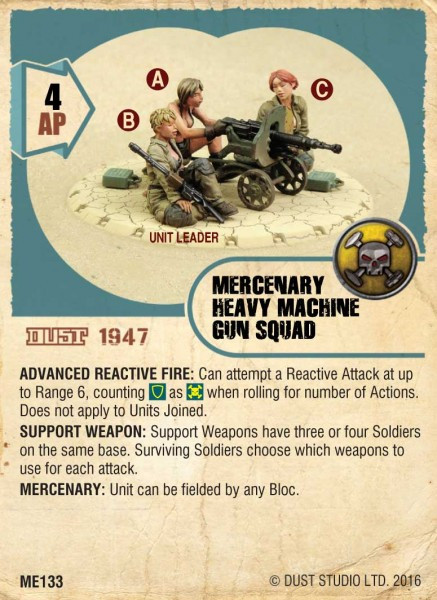 4
AP
A
B
C
UNIT LEADER
MERCENARY
HEAVY MACHINE
GUN SQUAD
DUST 1947
ADVANCED REACTIVE FIRE: Can attempt a Reactive Attack at up
to Range 6, counting as when rolling for number of Actions.
Does not apply to Units Joined.
SUPPORT WEAPON: Support Weapons have three or four Soldiers
on the same base. Surviving Soldiers choose which weapons to
use for each attack.
MERCENARY: Unit can be fielded by any Bloc.
ME133
© DUST STUDIO LTD. 2016